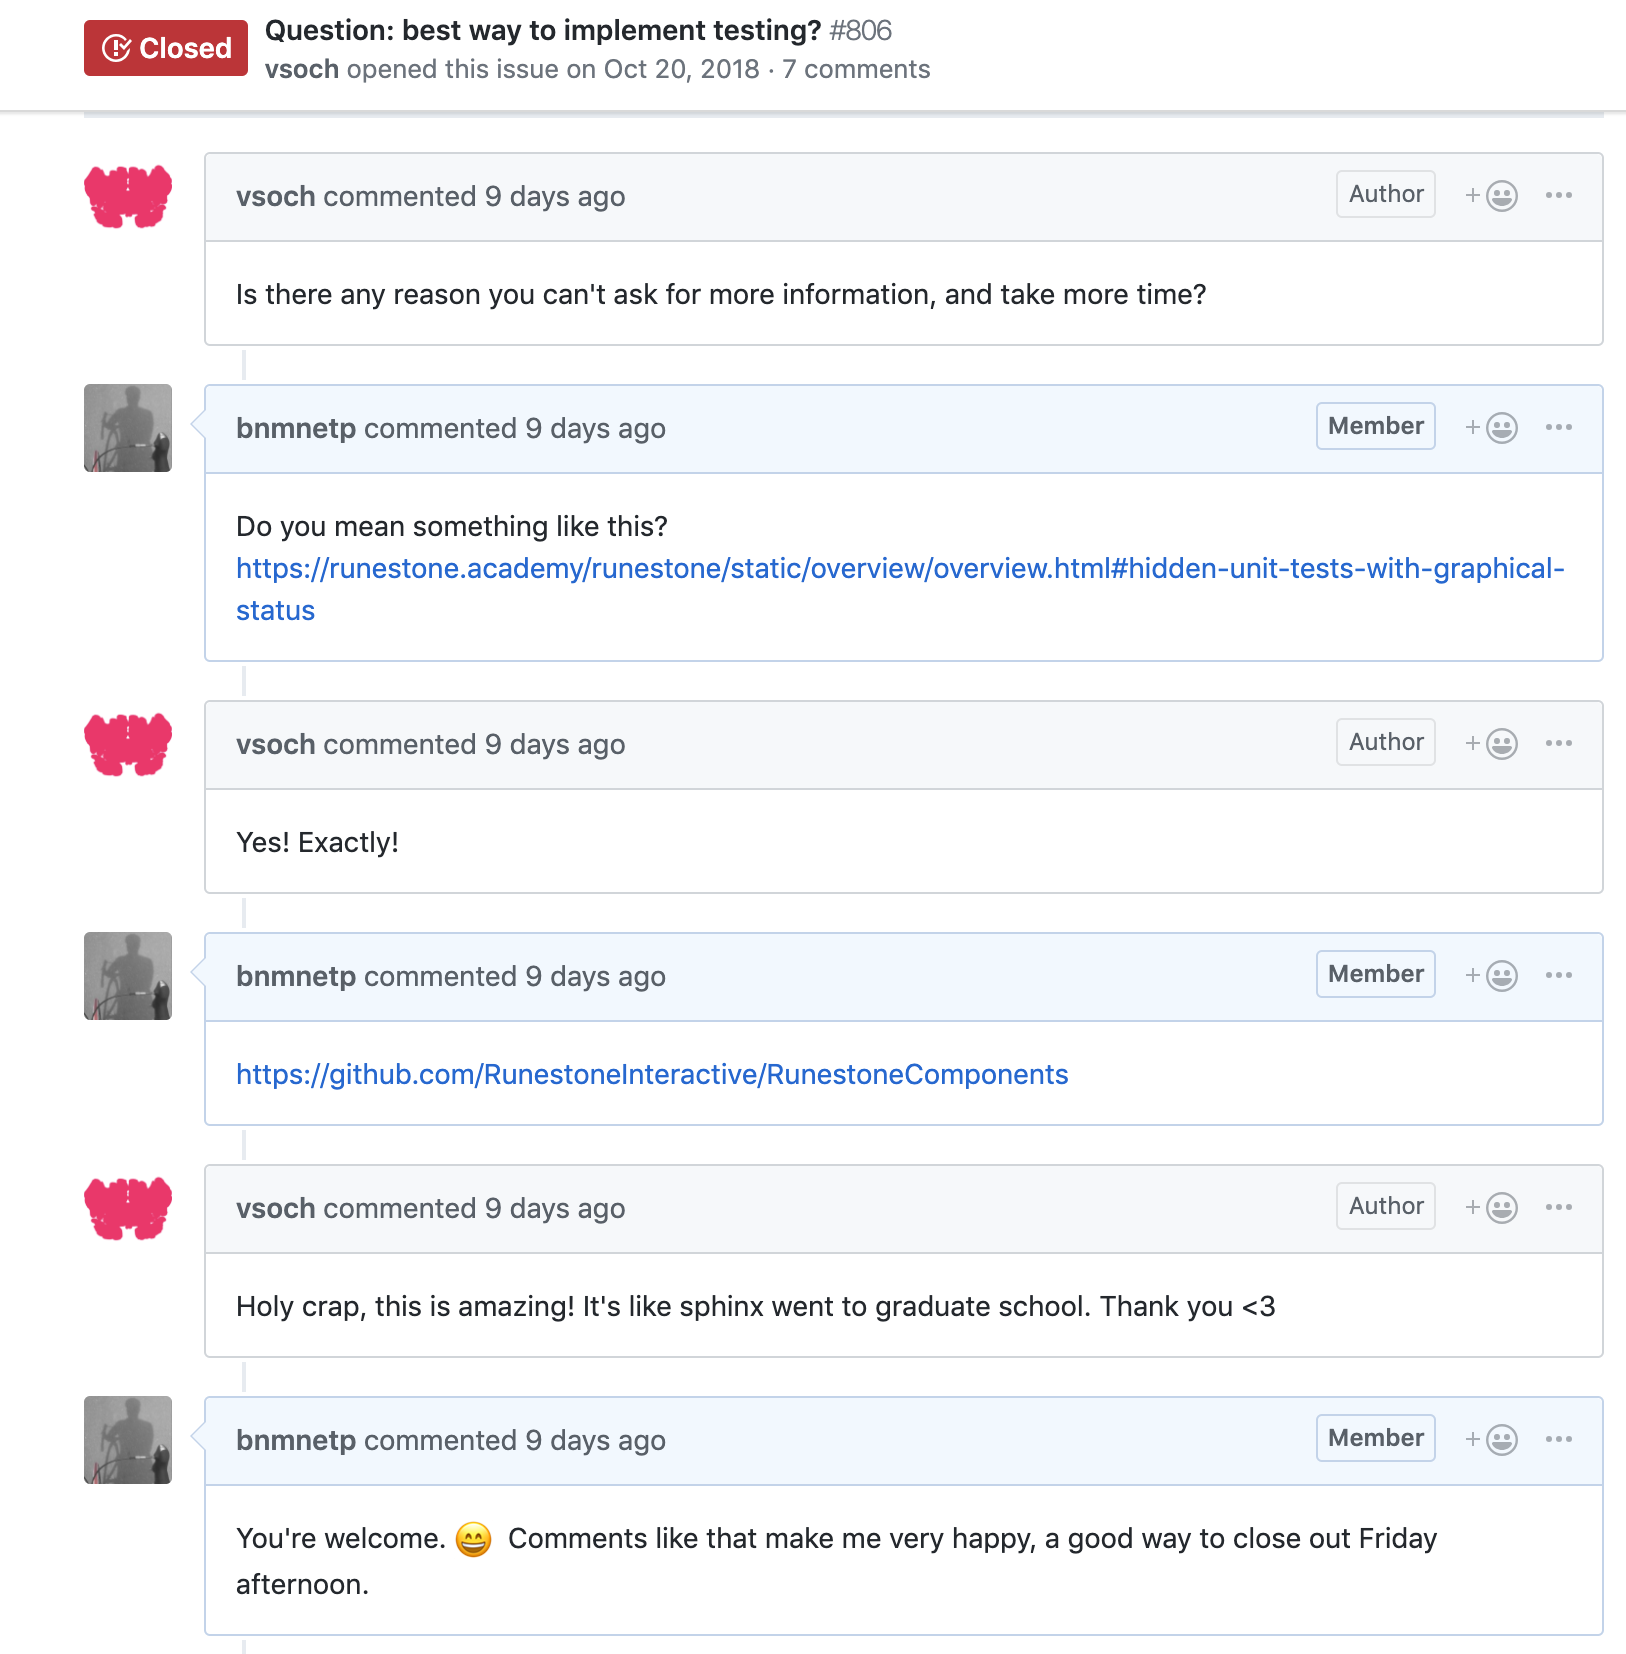 Closed
Question: best way to implement testing? #806
vsoch opened this issue on Oct 20, 2018 · 7 comments
vsoch commented 9 days ago
Author
Is there any reason you can't ask for more information, and take more time?
bnmnetp commented 9 days ago
Member
Do you mean something like this?
https://runestone.academy/runestone/static/overview/overview.html#hidden-unit-tests-with-graphical-
status
vsoch commented 9 days ago
Author
Yes! Exactly!
bnmnetp commented 9 days ago
Member
https://github.com/RunestoneInteractive/RunestoneComponents
vsoch commented 9 days ago
Author
Holy crap, this is amazing! It's like sphinx went to graduate school. Thank you <3
bnmnetp commented 9 days ago
Member
You're welcome. 😄 Comments like that make me very happy, a good way to close out Friday
afternoon.